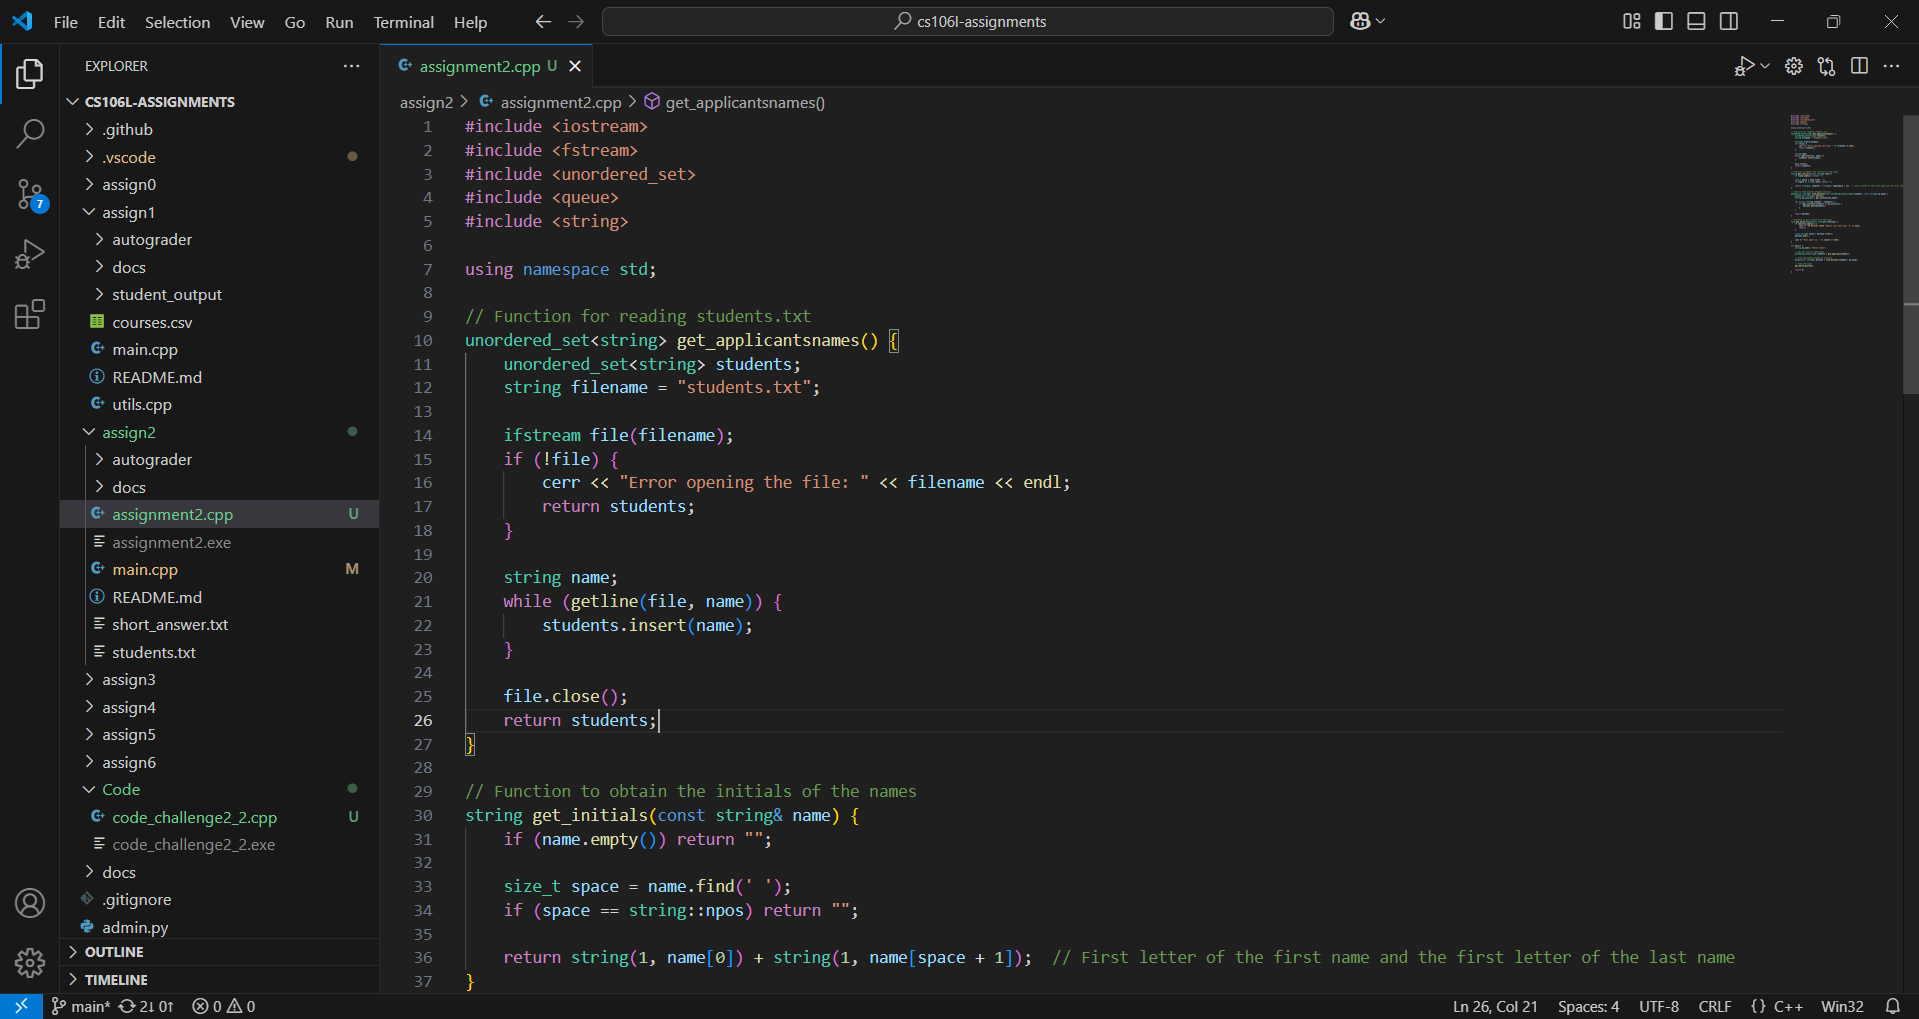 File Edit Selection View Go Run Terminal Help
cs106l-assignments
EXPLORER
CS106L-ASSIGNMENTS
.github
.vscode
assign0
assign1
autograder
docs
student_output
courses.csv
main.cpp
README.md
utils.cpp
assign2
autograder
docs
assignment2.cpp U
assignment2.exe
main.cpp M
README.md
short_answer.txt
students.txt
assign3
assign4
assign5
assign6
Code
code_challenge2_2.cpp U
code_challenge2_2.exe
docs
.gitignore
admin.py
OUTLINE
TIMELINE
7
assignment2.cpp U
assign2 > assignment2.cpp > get_applicantsnames()
1 #include <iostream>
2 #include <fstream>
3 #include <unordered_set>
4 #include <queue>
5 #include <string>
6
7 using namespace std;
8
9 // Function for reading students.txt
10 unordered_set<string> get_applicantsnames() {
11 unordered_set<string> students;
12 string filename = "students.txt";
13
14 ifstream file(filename);
15 if (!file) {
16 cerr << "Error opening the file: " << filename << endl;
17 return students;
18 }
19
20 string name;
21 while (getline(file, name)) {
22 students.insert(name);
23 }
24
25 file.close();
26 return students;
27 }
28
29 // Function to obtain the initials of the names
30 string get_initials(const string& name) {
31 if (name.empty()) return "";
32
33 size_t space = name.find(' ');
34 if (space == string::npos) return "";
35
36 return string(1, name[0]) + string(1, name[space + 1]); // First letter of the first name and the first letter of the last name
37 }
main* 2↓ 0↑ 0 0
Ln 26, Col 21 Spaces: 4 UTF-8 CRLF {} C++ Win32